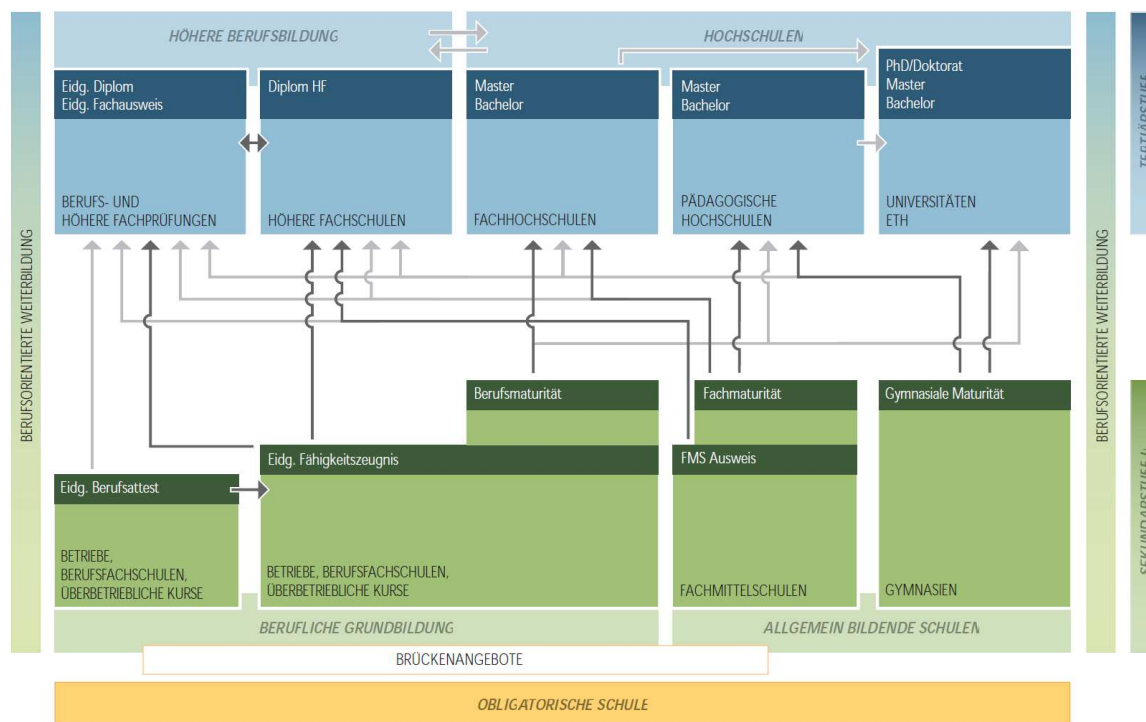 BERUFSORIENTIERTE WEITERBILDUNG
HÖHERE BERUFSBILDUNG
HOCHSCHULEN
Eidg. Diplom
Eidg. Fachausweis
BERUFS- UND
HÖHERE FACHPRÜFUNGEN
Diplom HF
HÖHERE FACHSCHULEN
Master
Bachelor
FACHHOCHSCHULEN
Master
Bachelor
PÄDAGOGISCHE
HOCHSCHULEN
PhD/Doktorat
Master
Bachelor
UNIVERSITÄTEN
ETH
BERUFSORIENTIERTE WEITERBILDUNG
TERTIÄRSTUFE
Berufsmaturität
Fachmaturität
Gymnasiale Maturität
Eidg. Fähigkeitszeugnis
FMS Ausweis
Eidg. Berufsattest
BETRIEBE,
BERUFSFACHSCHULEN,
ÜBERBETRIEBLICHE KURSE
BETRIEBE, BERUFSFACHSCHULEN,
ÜBERBETRIEBLICHE KURSE
FACHMITTELSCHULEN
GYMNASIEN
SEKUNDARSTUFE
BERUFLICHE GRUNDBILDUNG
ALLGEMEIN BILDENDE SCHULEN
BRÜCKENANGEBOTE
OBLIGATORISCHE SCHULE